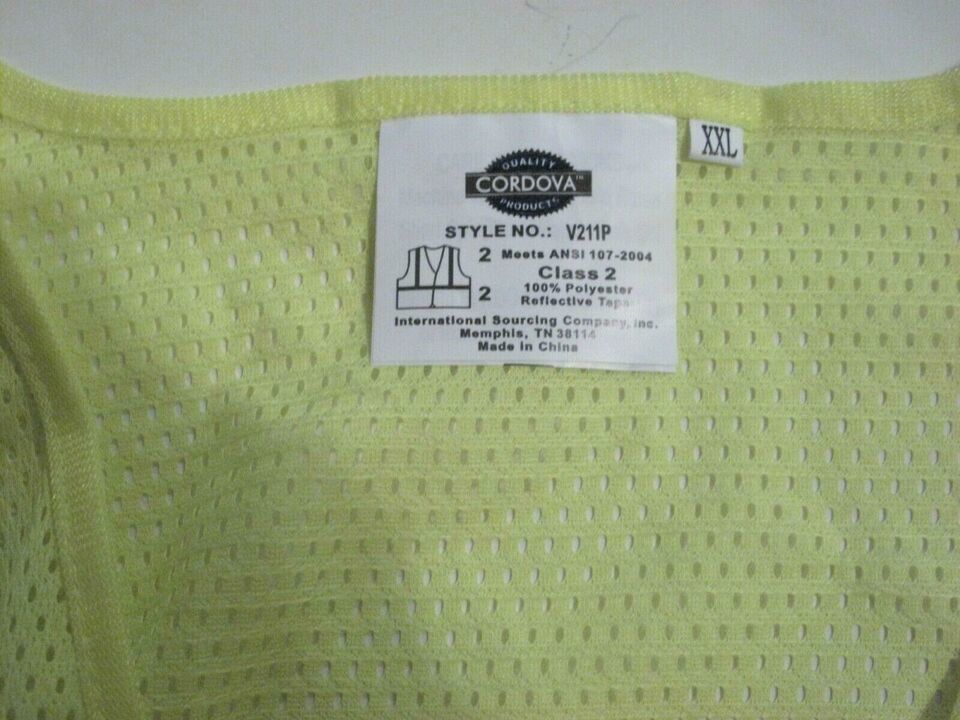 QUALITY
CORDOVA™
PRODUCTS
XXL
STYLE NO.: V211P
2 Meets ANSI 107-2004
Class 2
2 100% Polyester
Reflective Tape
International Sourcing Company, Inc.
Memphis, TN 38114
Made in China